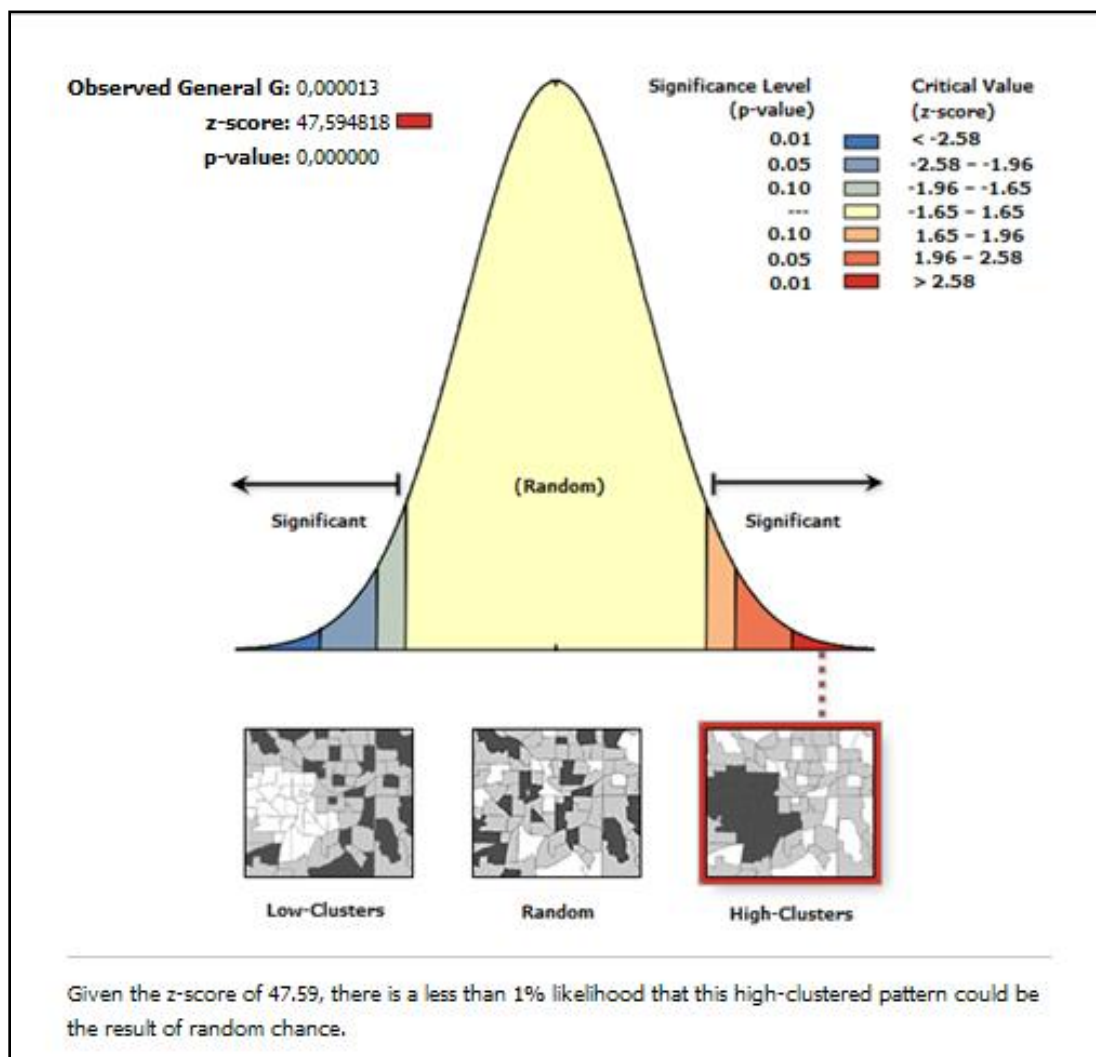 Observed General G: 0,000013
z-score: 47,594818
p-value: 0,000000
Significance Level Critical Value
(p-value) (z-score)
0.01 < -2.58
0.05 -2.58 – -1.96
0.10 -1.96 – -1.65
--- -1.65 – 1.65
0.10 1.65 – 1.96
0.05 1.96 – 2.58
0.01 > 2.58
(Random)
Significant Significant
Low-Clusters Random High-Clusters
Given the z-score of 47.59, there is a less than 1% likelihood that this high-clustered pattern could be
the result of random chance.